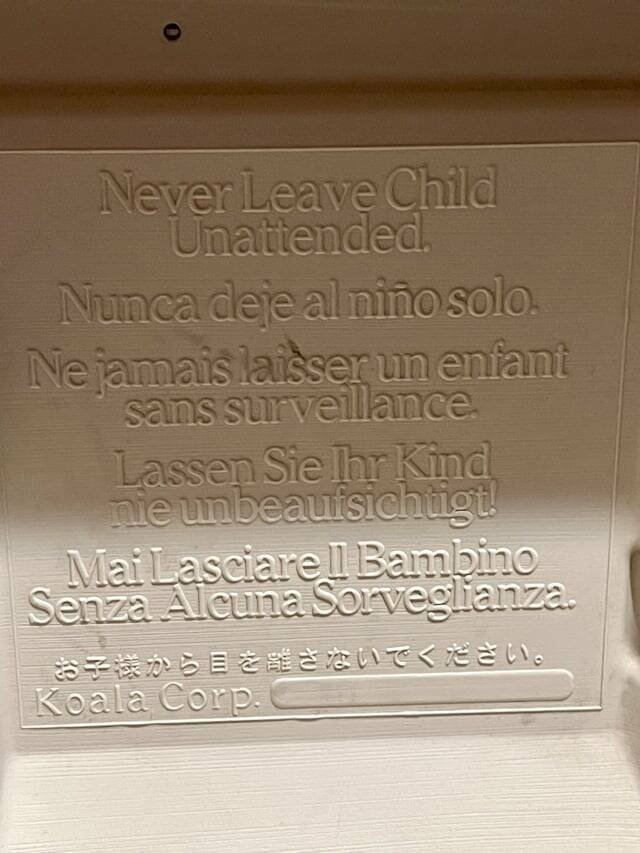 Never Leave Child
Unattended.
Nunca deje al niño solo.
Ne jamais laisser un enfant
sans surveillance.
Lassen Sie Ihr Kind
nie unbeaufsichtigt!
Mai Lasciare Il Bambino
Senza Alcuna Sorveglianza.
お子様から目を離さないでください。
Koala Corp.